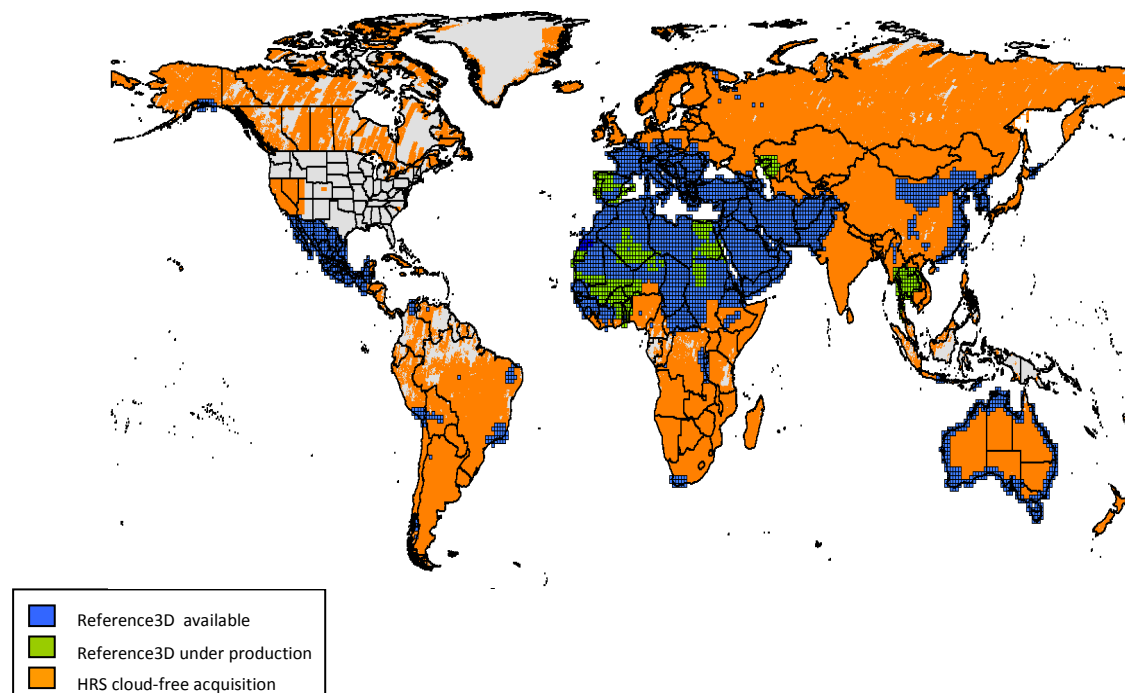 Reference3D available
Reference3D under production
HRS cloud-free acquisition